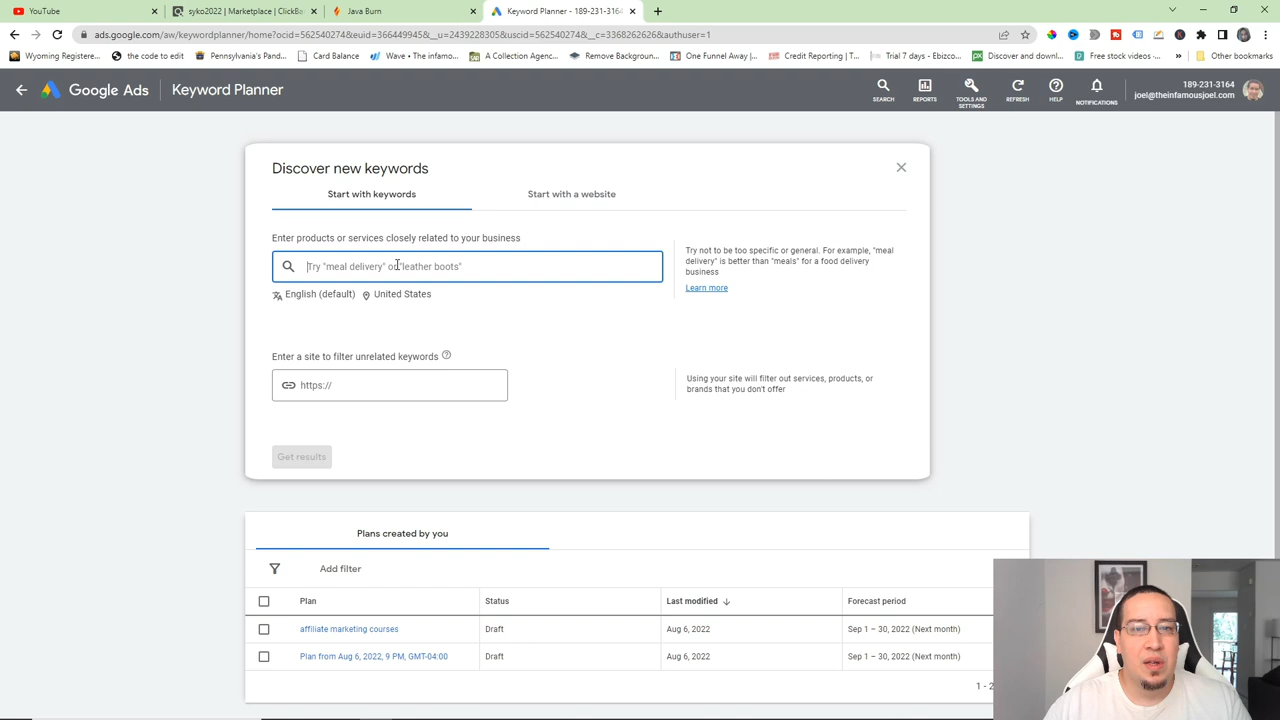 YouTube
syko2022 | Marketplace | ClickBa
Java Burn
Keyword Planner - 189-231-3164
ads.google.com/aw/keywordplanner/home?ocid=562540274&euid=366449945&__u=2439228305&uscid=562540274&__c=3368262626&authuser=1
Wyoming Registere...
the code to edit
Pennsylvania's Pand...
Card Balance
Wave • The infamo...
A Collection Agenc...
Remove Backgroun...
One Funnel Away |...
Credit Reporting | T...
Trial 7 days - Ebizco...
Discover and downl...
Free stock videos -...
»
Other bookmarks
Google Ads
Keyword Planner
SEARCH
REPORTS
TOOLS AND
SETTINGS
REFRESH
HELP
NOTIFICATIONS
189-231-3164
joel@theinfamousjoel.com
Discover new keywords
Start with keywords
Start with a website
Enter products or services closely related to your business
Try "meal delivery" or "leather boots"
Try not to be too specific or general. For example, "meal
delivery" is better than "meals" for a food delivery
business
Learn more
English (default)
United States
Enter a site to filter unrelated keywords
https://
Using your site will filter out services, products, or
brands that you don't offer
Get results
Plans created by you
Add filter
Plan
Status
Last modified
Forecast period
affiliate marketing courses
Draft
Aug 6, 2022
Sep 1 – 30, 2022 (Next month)
Plan from Aug 6, 2022, 9 PM, GMT-04:00
Draft
Aug 6, 2022
Sep 1 – 30, 2022 (Next month)
1 - 2